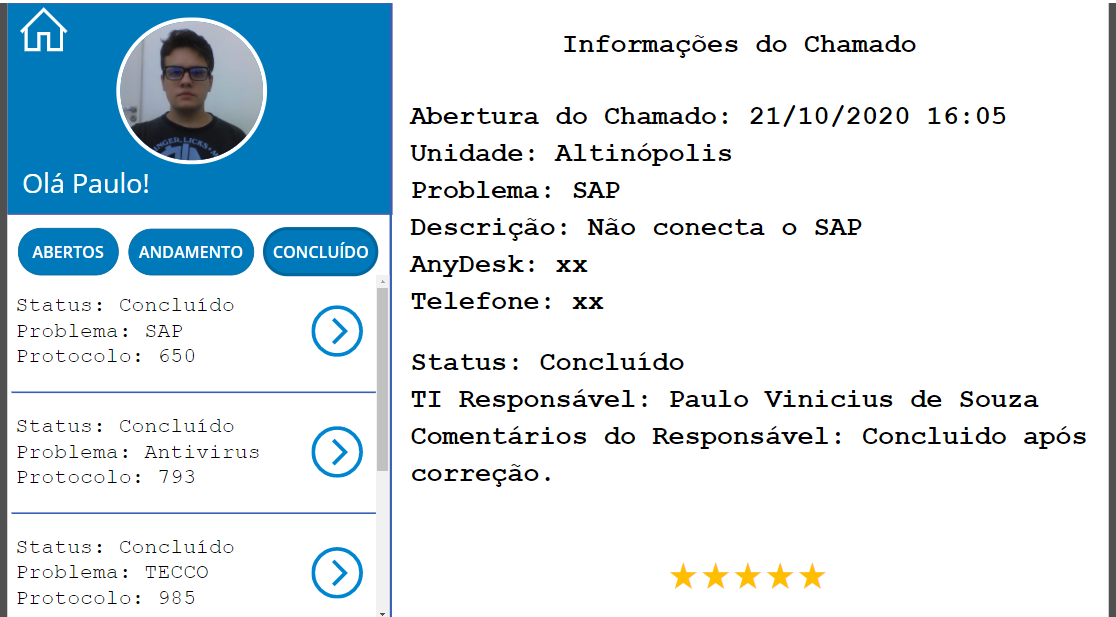 Olá Paulo!
ABERTOS
ANDAMENTO
CONCLUÍDO
Status: Concluído
Problema: SAP
Protocolo: 650
Status: Concluído
Problema: Antivirus
Protocolo: 793
Status: Concluído
Problema: TECCO
Protocolo: 985
Informações do Chamado
Abertura do Chamado: 21/10/2020 16:05
Unidade: Altinópolis
Problema: SAP
Descrição: Não conecta o SAP
AnyDesk: xx
Telefone: xx
Status: Concluído
TI Responsável: Paulo Vinicius de Souza
Comentários do Responsável: Concluido após
correção.